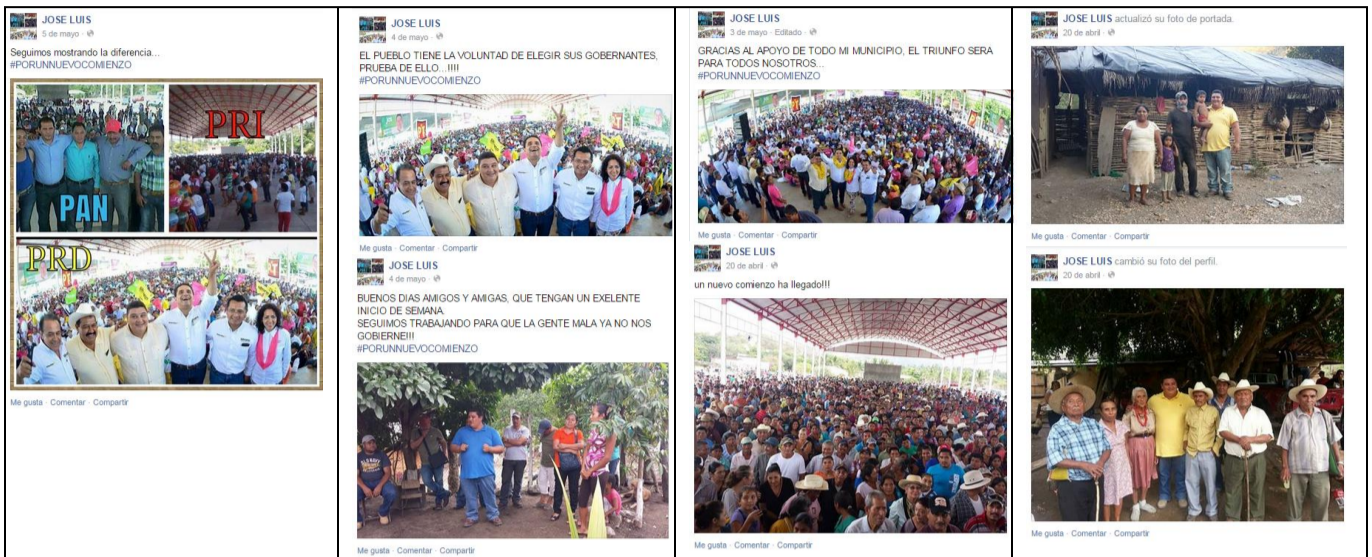 JOSE LUIS
5 de mayo ·
Seguimos mostrando la diferencia...
#PORUNNUEVOCOMIENZO
PRI
PAN
PRD
Me gusta · Comentar · Compartir
JOSE LUIS
4 de mayo ·
EL PUEBLO TIENE LA VOLUNTAD DE ELEGIR SUS GOBERNANTES,
PRUEBA DE ELLO...!!!!
#PORUNNUEVOCOMIENZO
Me gusta · Comentar · Compartir
JOSE LUIS
4 de mayo ·
BUENOS DIAS AMIGOS Y AMIGAS, QUE TENGAN UN EXELENTE
INICIO DE SEMANA.
SEGUIMOS TRABAJANDO PARA QUE LA GENTE MALA YA NO NOS
GOBIERNE!!!
#PORUNNUEVOCOMIENZO
Me gusta · Comentar · Compartir
JOSE LUIS
3 de mayo · Editado ·
GRACIAS AL APOYO DE TODO MI MUNICIPIO, EL TRIUNFO SERA
PARA TODOS NOSOTROS...
#PORUNNUEVOCOMIENZO
Me gusta · Comentar · Compartir
JOSE LUIS
20 de abril ·
un nuevo comienzo ha llegado!!!
Me gusta · Comentar · Compartir
JOSE LUIS actualizó su foto de portada.
20 de abril ·
Me gusta · Comentar · Compartir
JOSE LUIS cambió su foto del perfil.
20 de abril ·
Me gusta · Comentar · Compartir